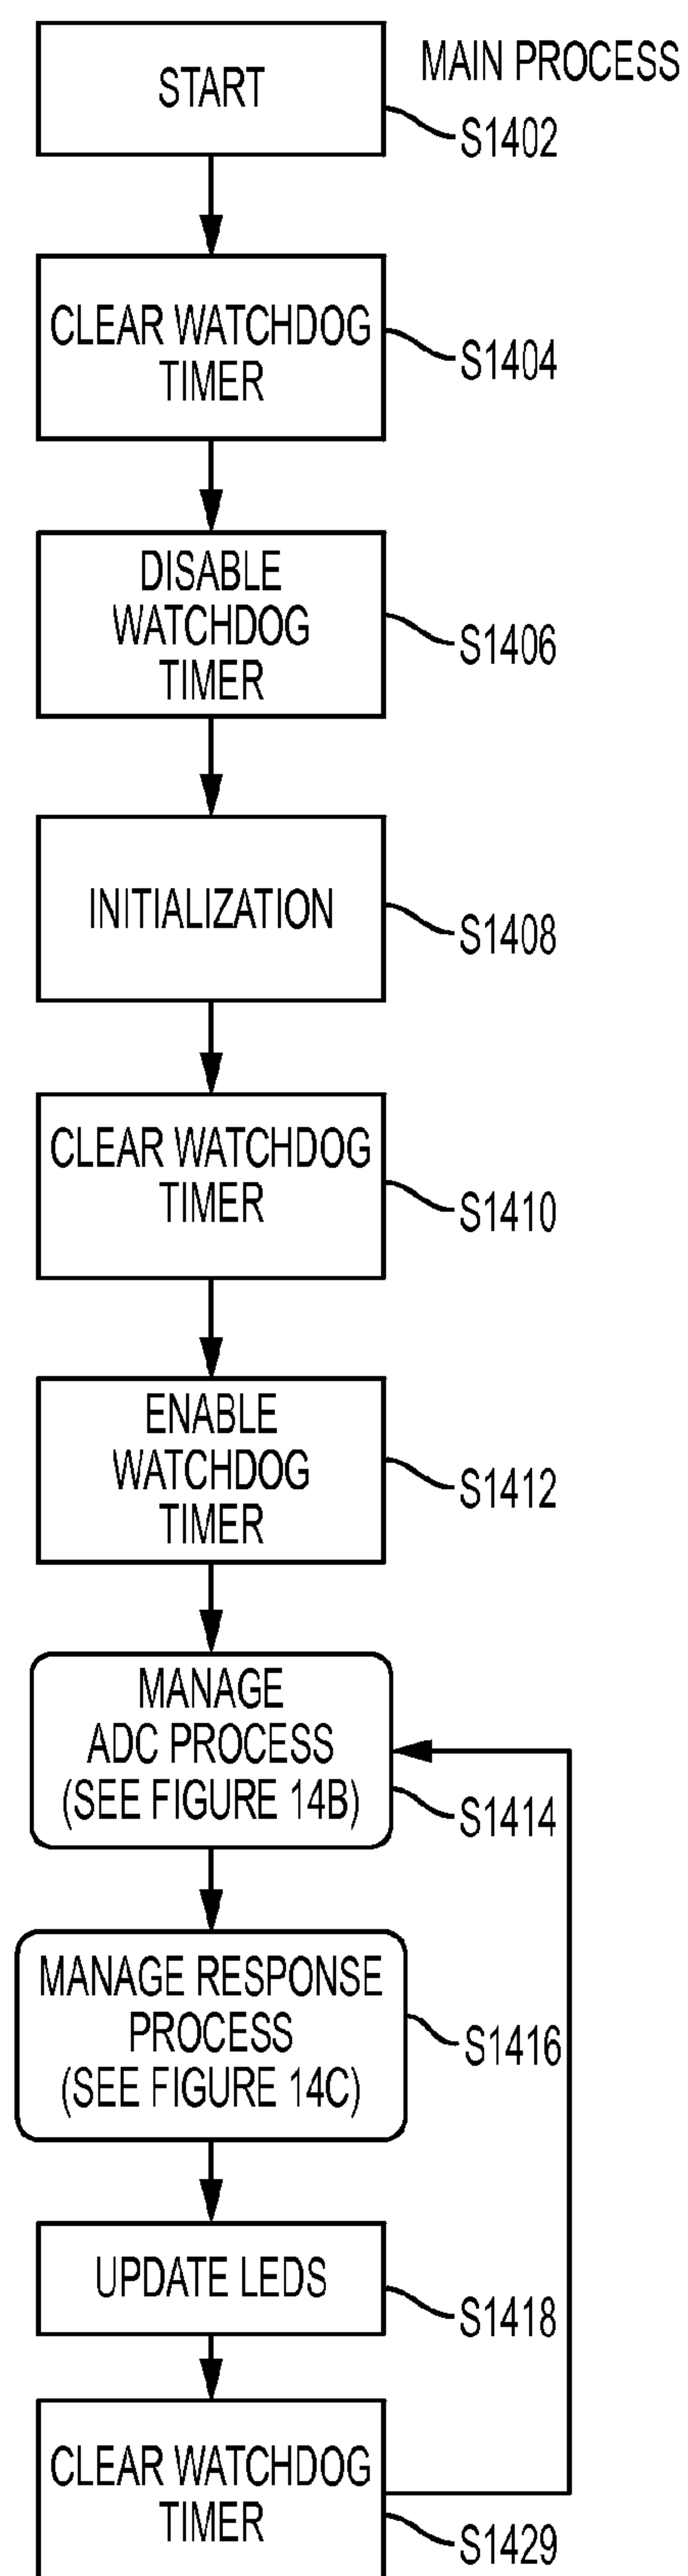 MAIN PROCESS
START
S1402
CLEAR WATCHDOG
TIMER
S1404
DISABLE
WATCHDOG
TIMER
S1406
INITIALIZATION
S1408
CLEAR WATCHDOG
TIMER
S1410
ENABLE
WATCHDOG
TIMER
S1412
MANAGE
ADC PROCESS
(SEE FIGURE 14B)
S1414
MANAGE RESPONSE
PROCESS
(SEE FIGURE 14C)
S1416
UPDATE LEDS
S1418
CLEAR WATCHDOG
TIMER
S1429